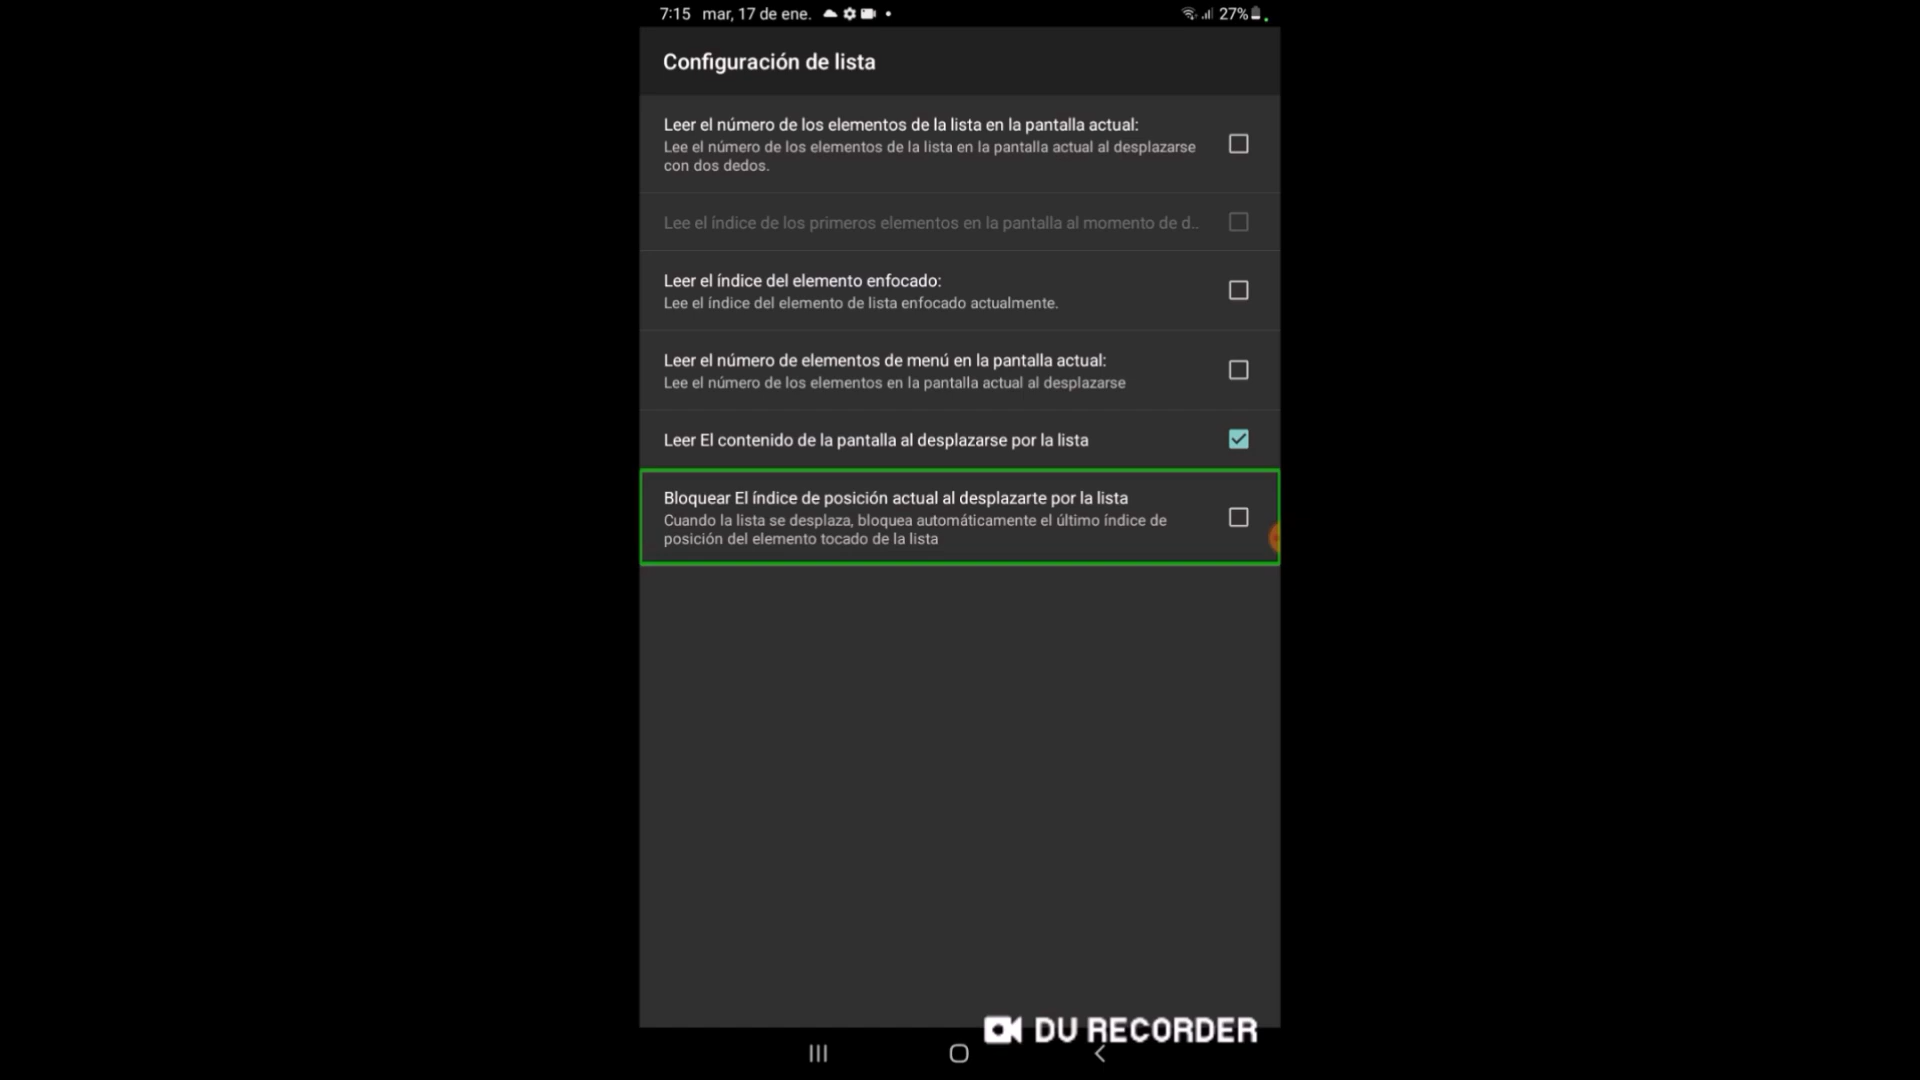 7:15 mar, 17 de ene.
27%
Configuración de lista
Leer el número de los elementos de la lista en la pantalla actual:
Lee el número de los elementos de la lista en la pantalla actual al desplazarse
con dos dedos.
Lee el índice de los primeros elementos en la pantalla al momento de d..
Leer el índice del elemento enfocado:
Lee el índice del elemento de lista enfocado actualmente.
Leer el número de elementos de menú en la pantalla actual:
Lee el número de los elementos en la pantalla actual al desplazarse
Leer El contenido de la pantalla al desplazarse por la lista
Bloquear El índice de posición actual al desplazarte por la lista
Cuando la lista se desplaza, bloquea automáticamente el último índice de
posición del elemento tocado de la lista
DU RECORDER